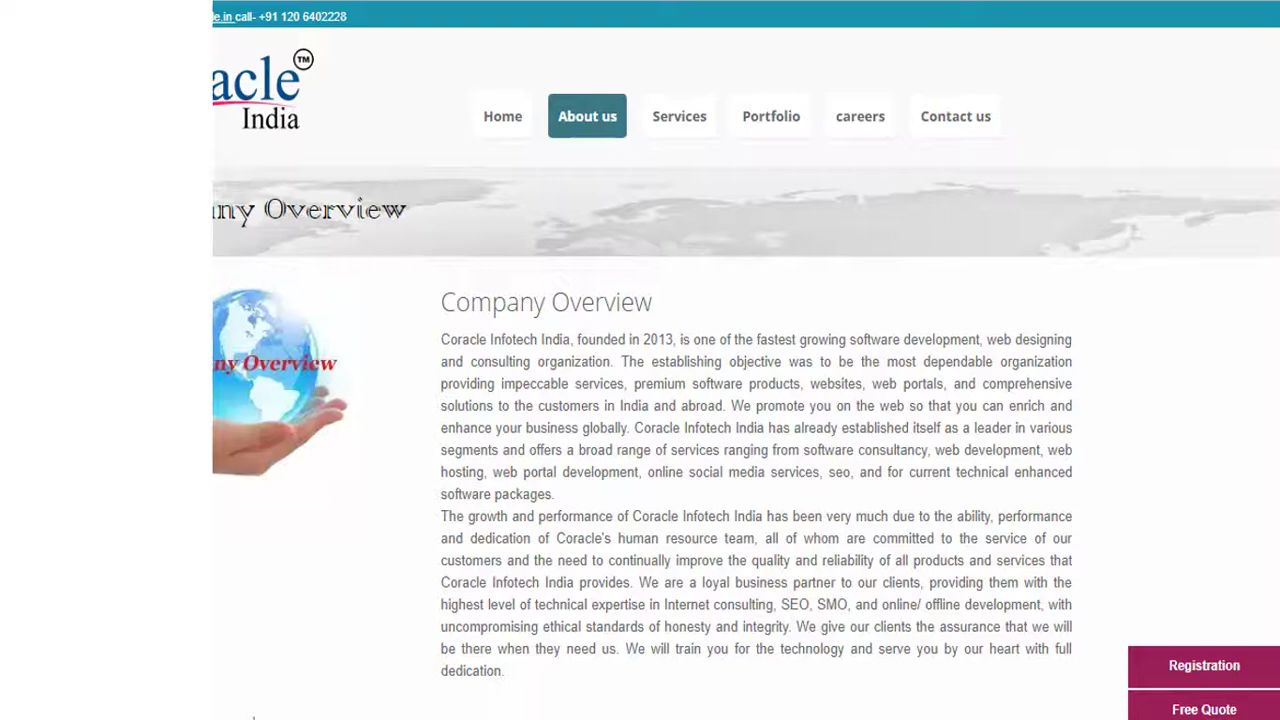 call- +91 120 6402228
TM
India
Home
About us
Services
Portfolio
careers
Contact us
Overview
Overview
Company Overview
Coracle Infotech India, founded in 2013, is one of the fastest growing software development, web designing
and consulting organization. The establishing objective was to be the most dependable organization
providing impeccable services, premium software products, websites, web portals, and comprehensive
solutions to the customers in India and abroad. We promote you on the web so that you can enrich and
enhance your business globally. Coracle Infotech India has already established itself as a leader in various
segments and offers a broad range of services ranging from software consultancy, web development, web
hosting, web portal development, online social media services, seo, and for current technical enhanced
software packages.
The growth and performance of Coracle Infotech India has been very much due to the ability, performance
and dedication of Coracle's human resource team, all of whom are committed to the service of our
customers and the need to continually improve the quality and reliability of all products and services that
Coracle Infotech India provides. We are a loyal business partner to our clients, providing them with the
highest level of technical expertise in Internet consulting, SEO, SMO, and online/ offline development, with
uncompromising ethical standards of honesty and integrity. We give our clients the assurance that we will
be there when they need us. We will train you for the technology and serve you by our heart with full
dedication.
Registration
Free Quote